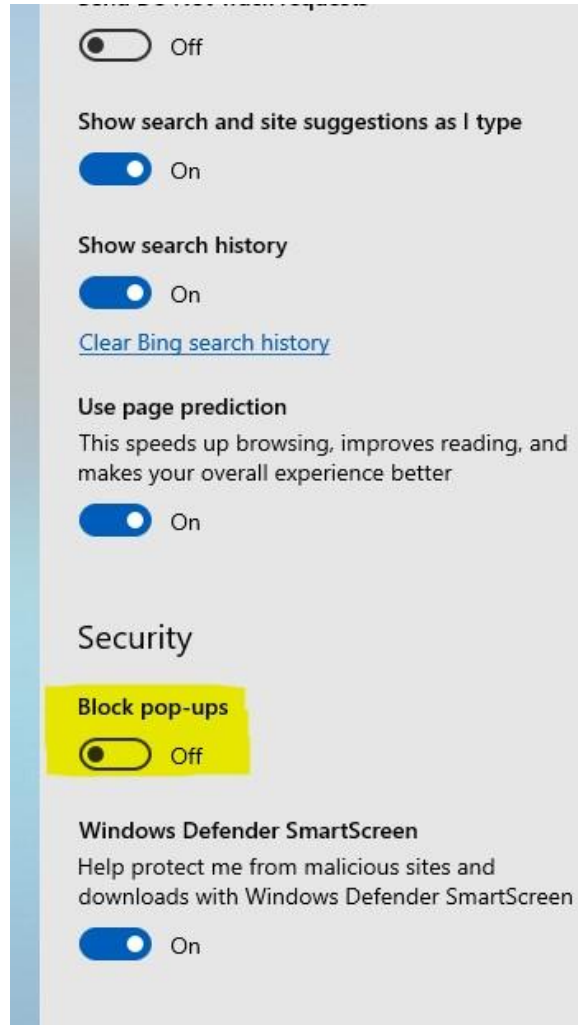 Off
Show search and site suggestions as I type
On
Show search history
On
Clear Bing search history
Use page prediction
This speeds up browsing, improves reading, and
makes your overall experience better
On
Security
Block pop-ups
Off
Windows Defender SmartScreen
Help protect me from malicious sites and
downloads with Windows Defender SmartScreen
On